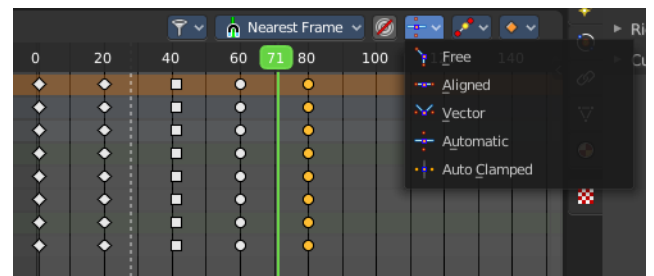 Nearest Frame
0 20 40 60 71 80 100 140
Free
Aligned
Vector
Automatic
Auto Clamped